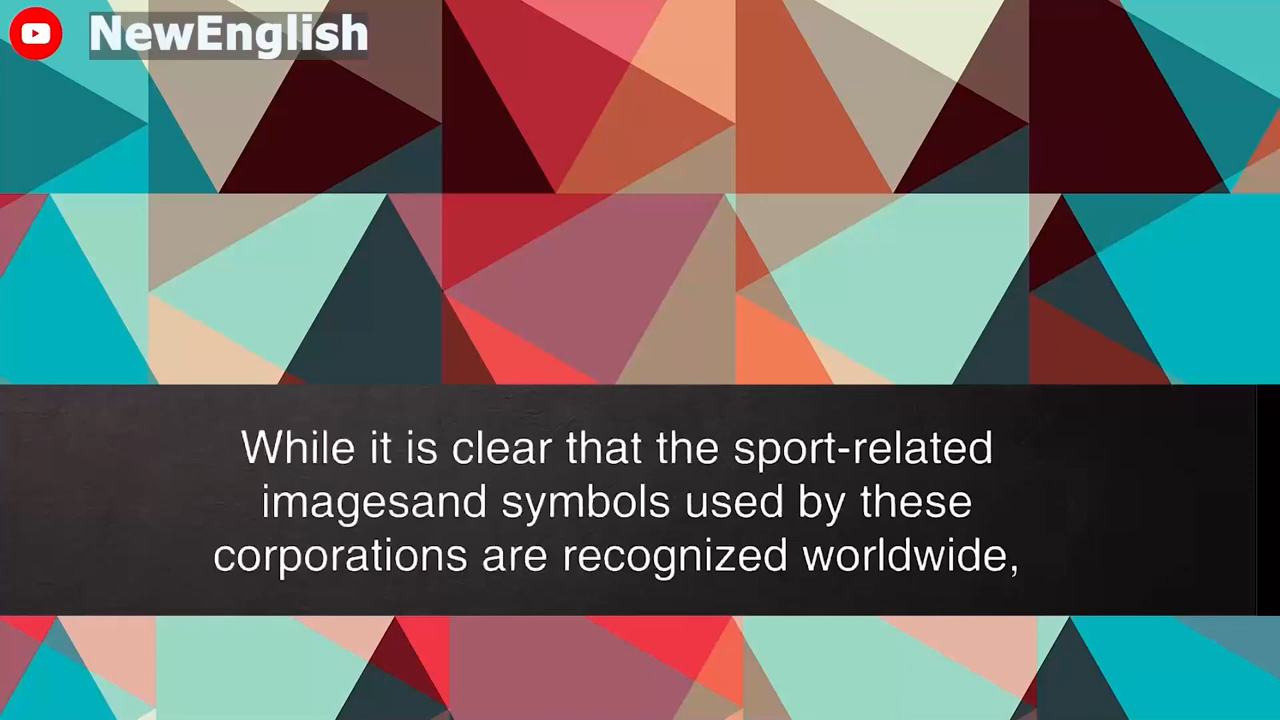 NewEnglish
While it is clear that the sport-related
imagesand symbols used by these
corporations are recognized worldwide,